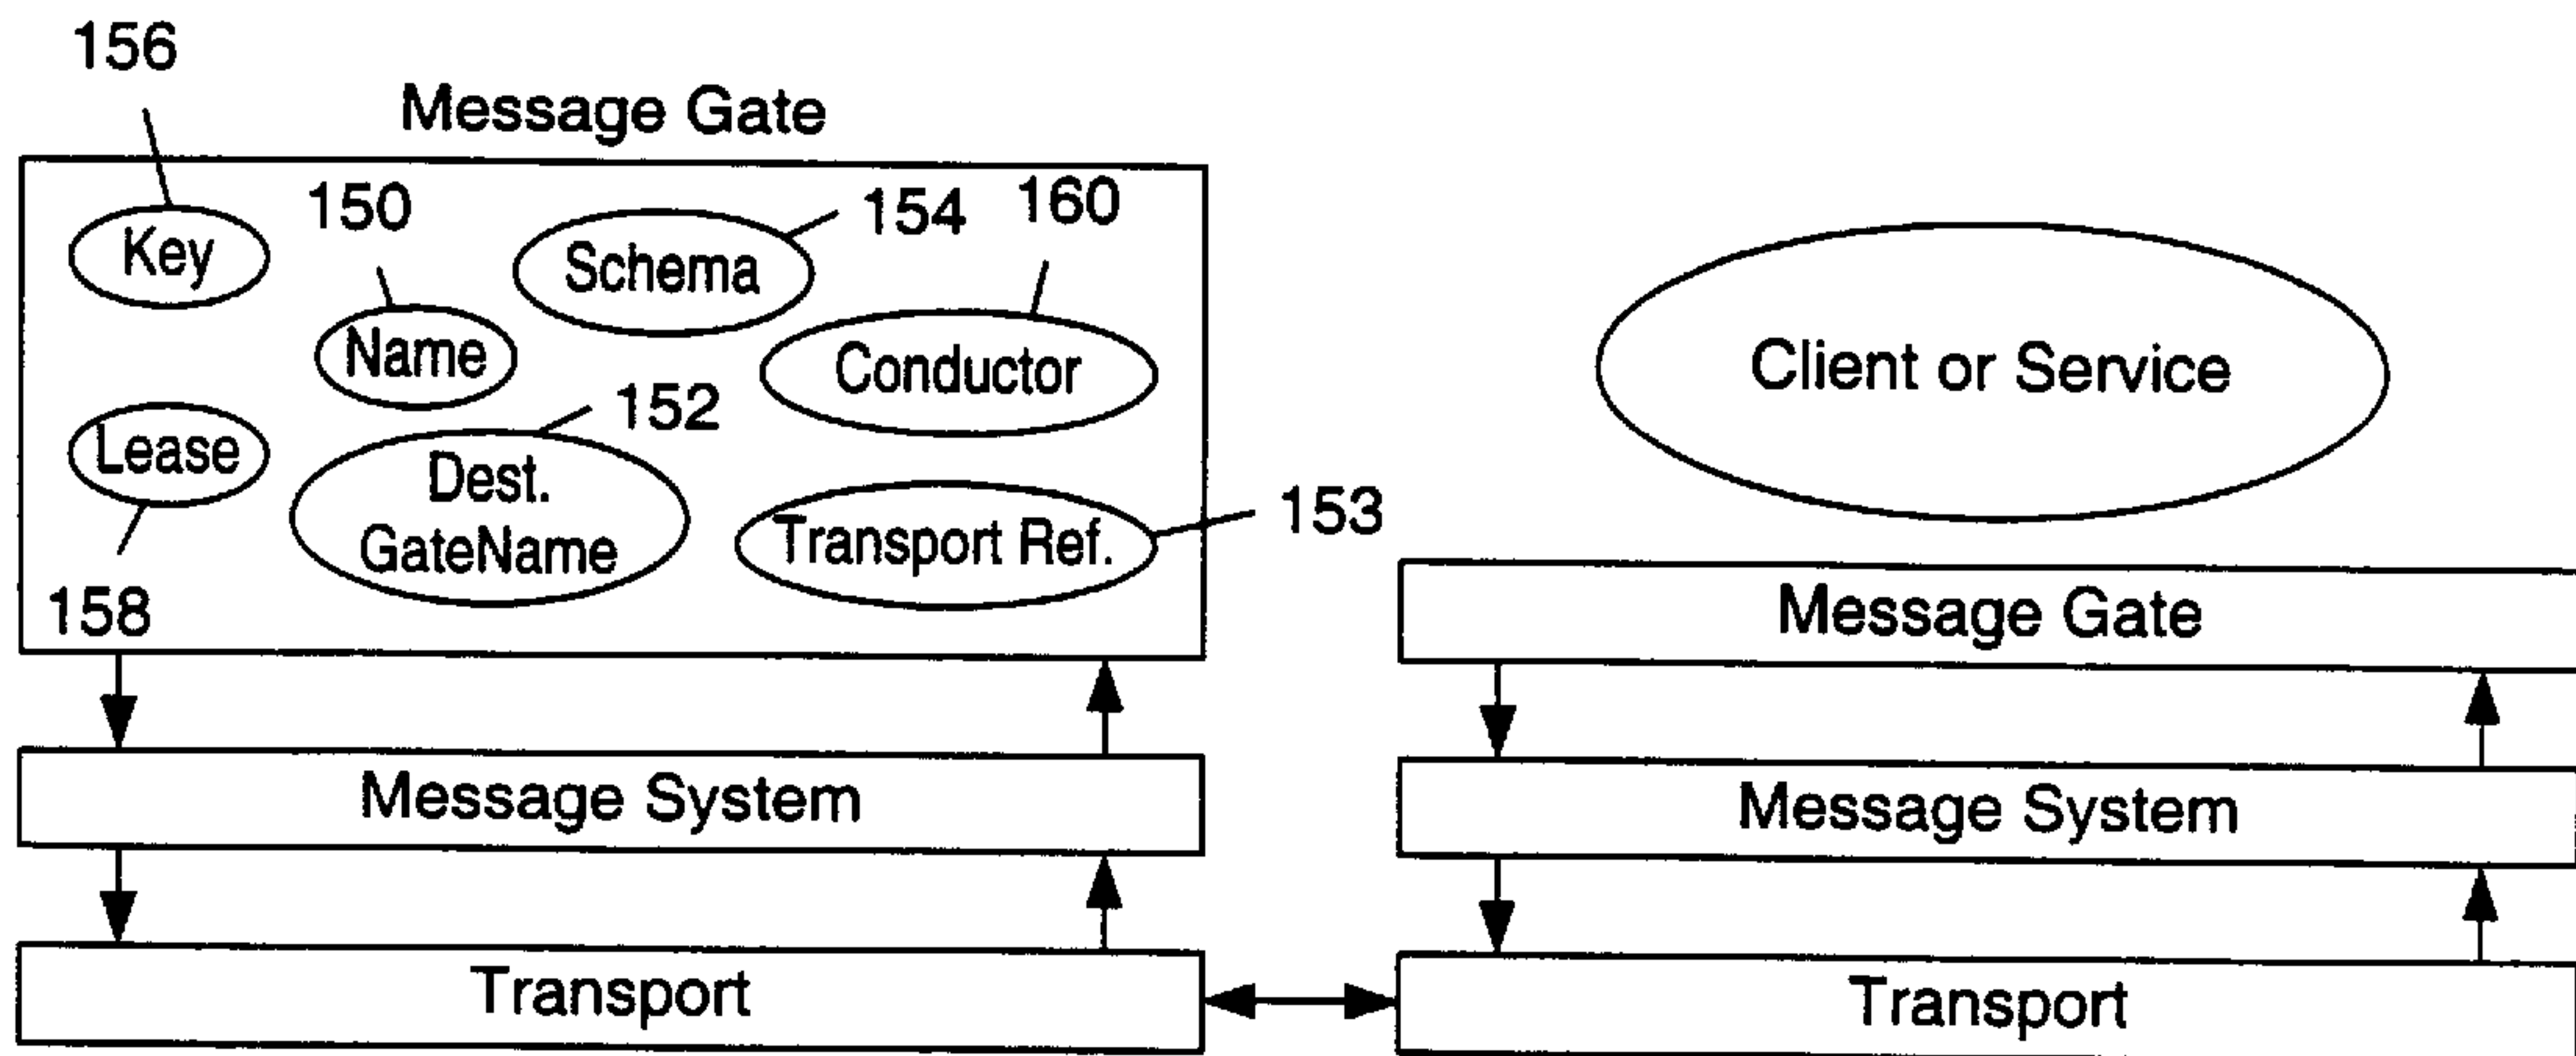 156
Message Gate
Key
150
Schema
154
160
Name
Conductor
Client or Service
Lease
152
Dest.
GateName
Transport Ref.
153
158
Message Gate
Message System
Message System
Transport
Transport